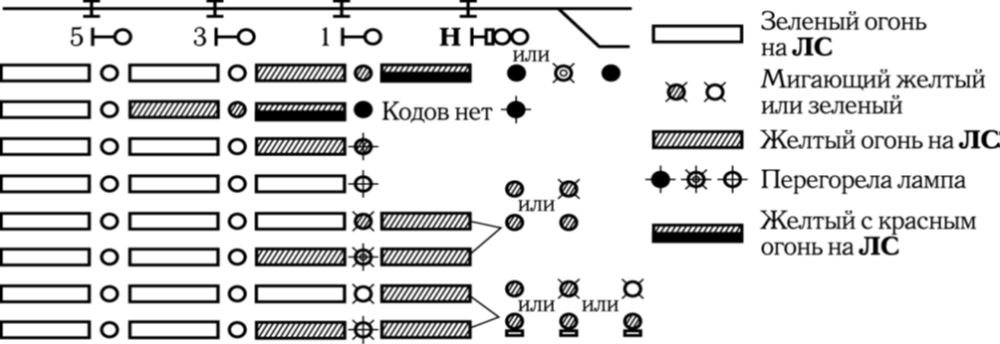 5 3 1 Н
или
Кодов нет
или
или или
Зеленый огонь
на ЛС
Мигающий желтый
или зеленый
Желтый огонь на ЛС
Перегорела лампа
Желтый с красным
огонь на ЛС